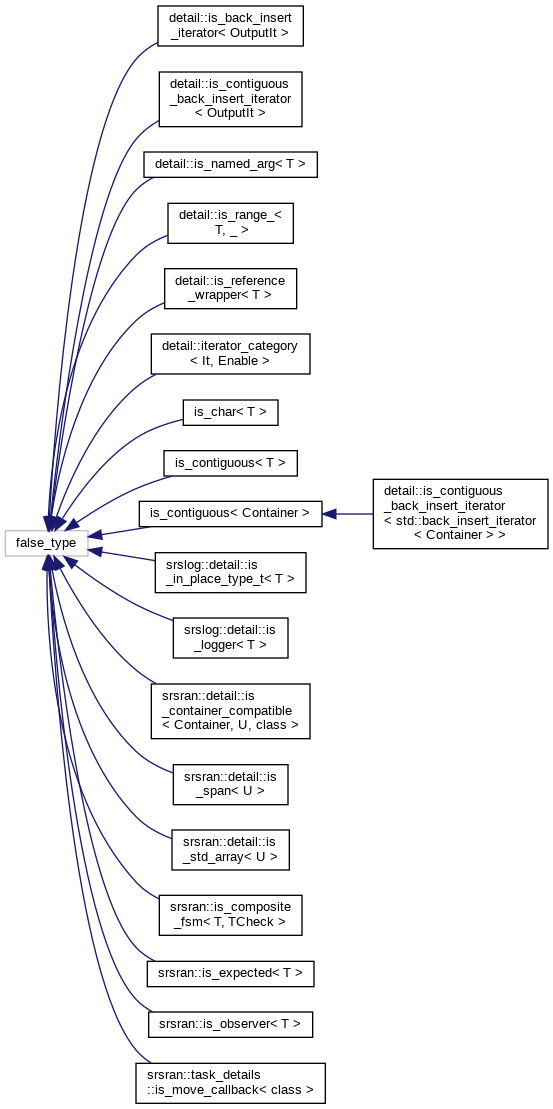 detail::is_back_insert
_iterator< OutputIt >
detail::is_contiguous
_back_insert_iterator
< OutputIt >
detail::is_named_arg< T >
detail::is_range_<
T, _ >
detail::is_reference
_wrapper< T >
detail::iterator_category
< It, Enable >
is_char< T >
is_contiguous< T >
is_contiguous< Container >
detail::is_contiguous
_back_insert_iterator
< std::back_insert_iterator
< Container > >
false_type
srslog::detail::is
_in_place_type_t< T >
srslog::detail::is
_logger< T >
srsran::detail::is
_container_compatible
< Container, U, class >
srsran::detail::is
_span< U >
srsran::detail::is
_std_array< U >
srsran::is_composite
_fsm< T, TCheck >
srsran::is_expected< T >
srsran::is_observer< T >
srsran::task_details
::is_move_callback< class >